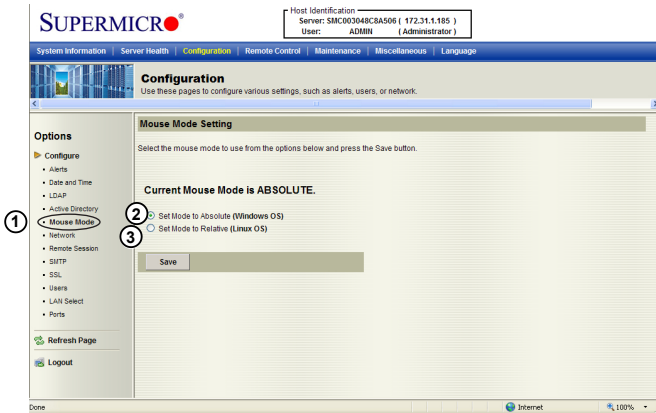 SUPERMICRO®
Host Identification
Server: SMC003048C8A506 ( 172.31.1.185 )
User: ADMIN ( Administrator )
System Information | Server Health | Configuration | Remote Control | Maintenance | Miscellaneous | Language
Configuration
Use these pages to configure various settings, such as alerts, users, or network.
Options
Configure
Alerts
Date and Time
LDAP
Active Directory
1 Mouse Mode
Network
Remote Session
SMTP
SSL
Users
LAN Select
Ports
Refresh Page
Logout
Mouse Mode Setting
Select the mouse mode to use from the options below and press the Save button.
Current Mouse Mode is ABSOLUTE.
2 Set Mode to Absolute (Windows OS)
3 Set Mode to Relative (Linux OS)
Save
Done
Internet
100%